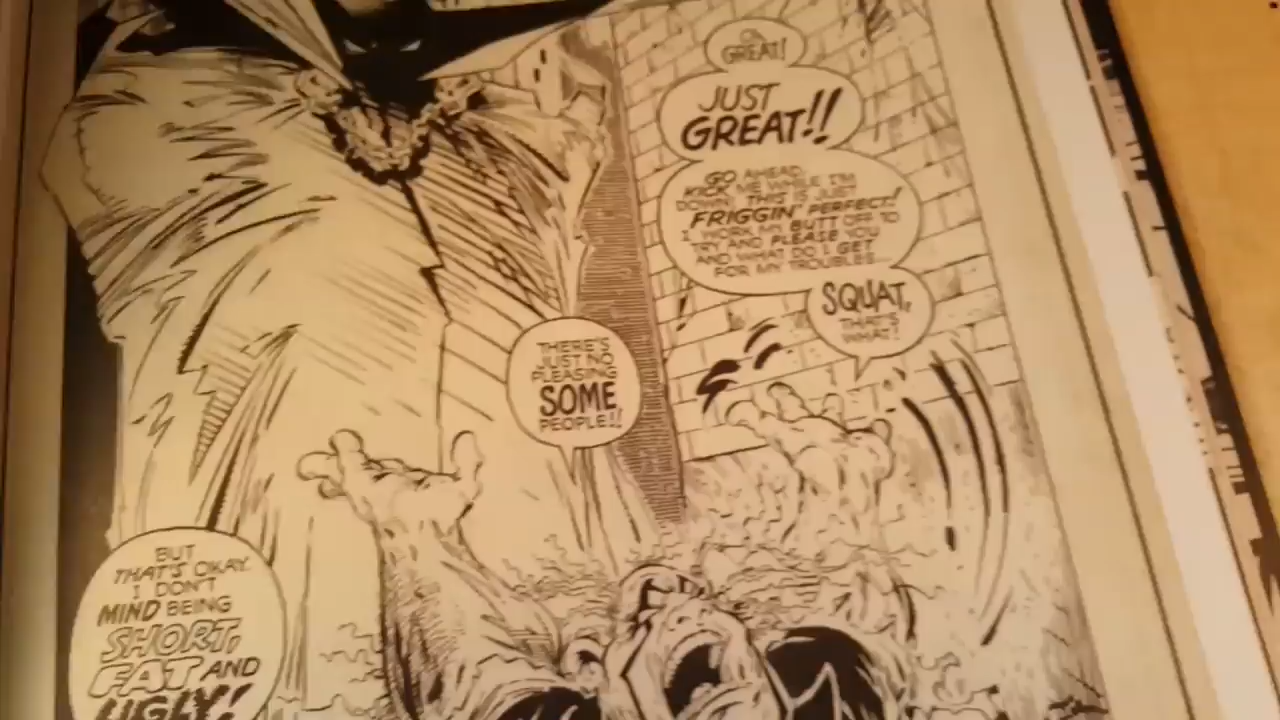 OH,
GREAT!
JUST
GREAT!!
GO AHEAD,
KICK ME WHILE I'M
DOWN! THIS IS JUST
FRIGGIN' PERFECT!
I WORK MY BUTT OFF TO
TRY AND PLEASE YOU
AND WHAT DO I GET
FOR MY TROUBLES...
SQUAT,
THAT'S
WHAT!
THERE'S
JUST NO
PLEASING
SOME
PEOPLE!!
BUT
THAT'S OKAY.
I DON'T
MIND BEING
SHORT,
FAT AND
UGLY!